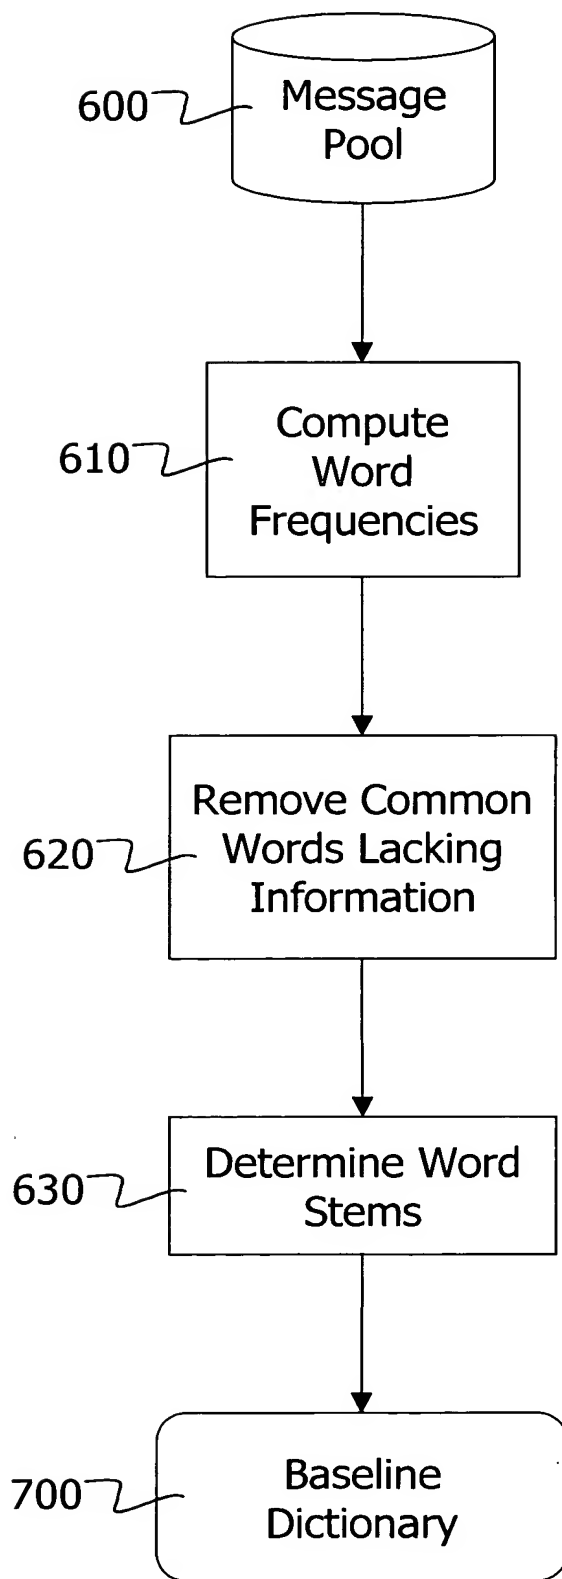 600
Message
Pool
610
Compute
Word
Frequencies
620
Remove Common
Words Lacking
Information
630
Determine Word
Stems
700
Baseline
Dictionary